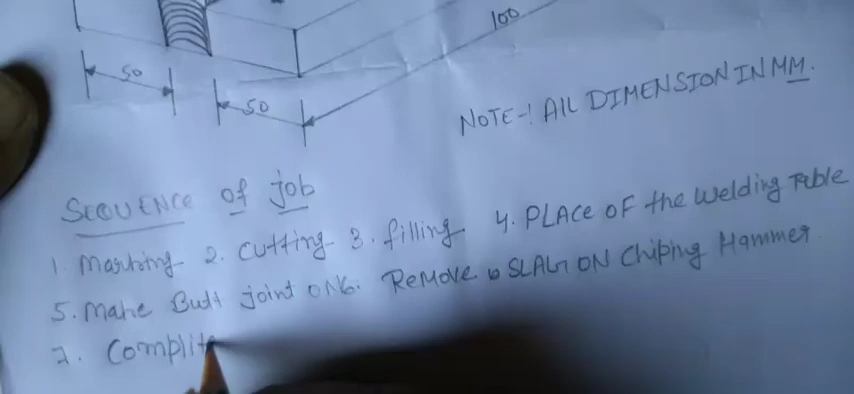 100
50
50
NOTE-! All DIMENSION IN MM.
SEQUENCE of job
1. Marking 2. Cutting 3. filling 4. PLACE OF the Welding Table
5. Make Butt joint ON 6. ReMove SLAG ON Chiping Hammer.
7. Complit